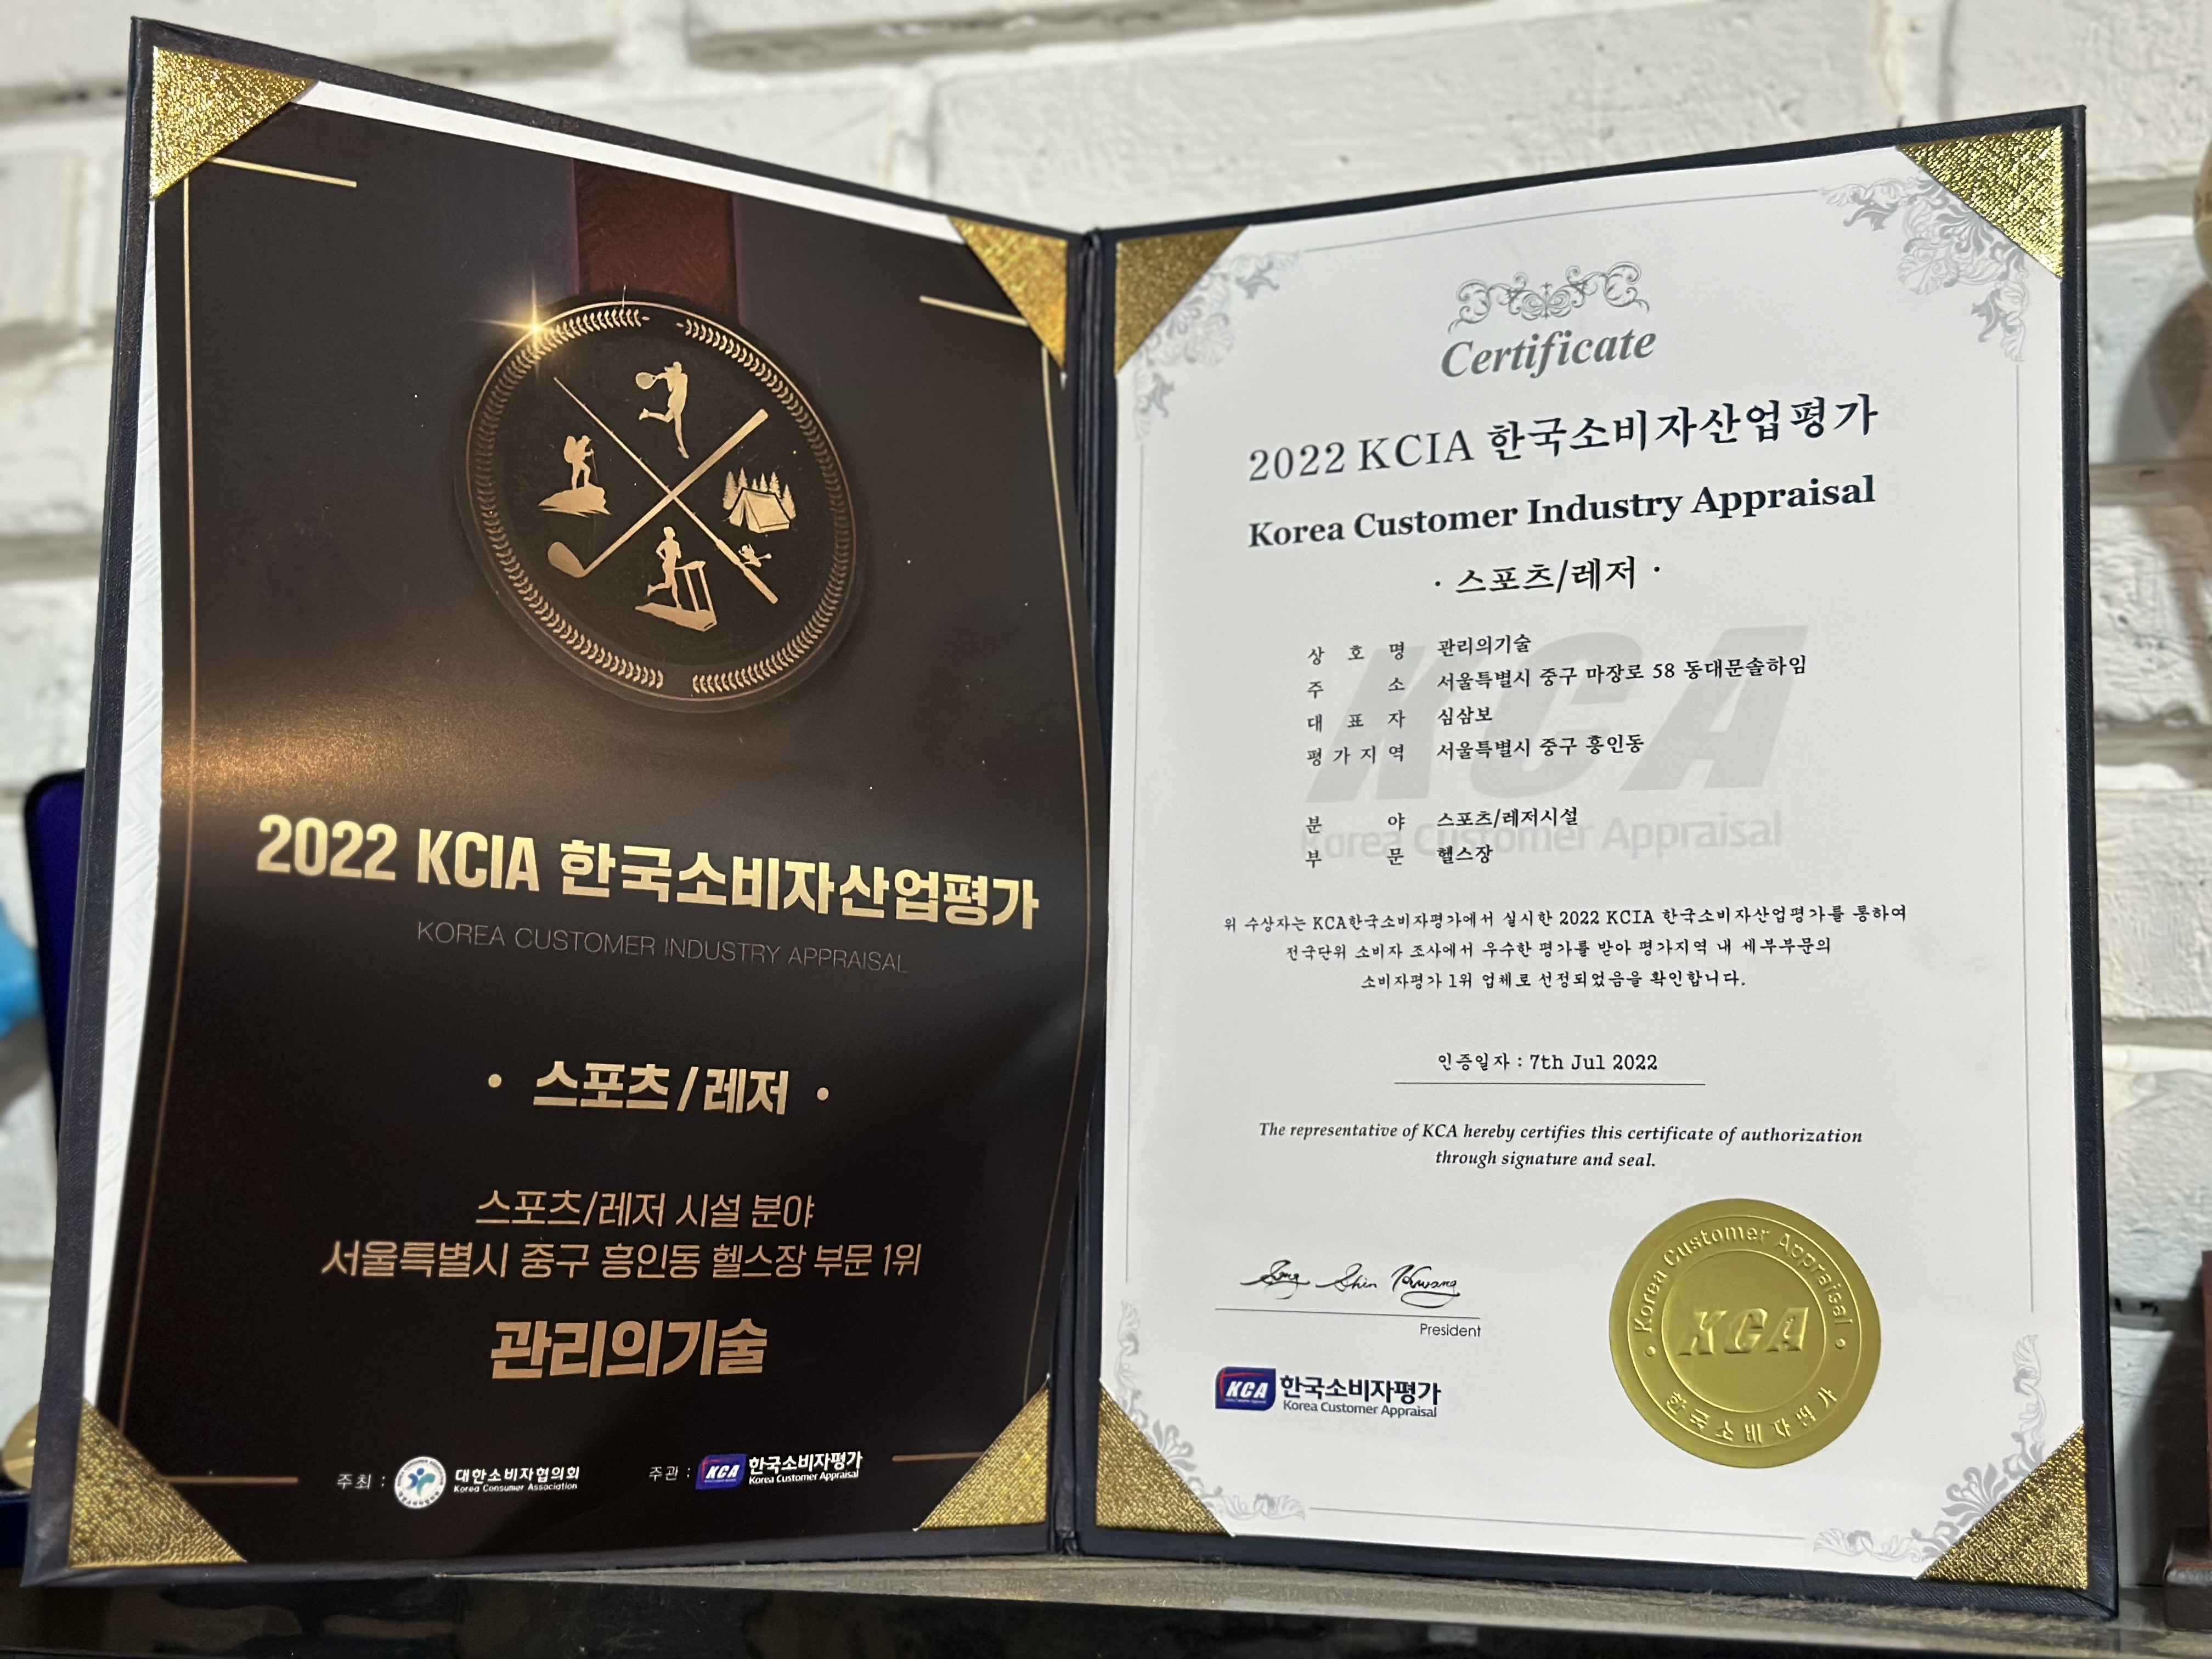 2022 KCIA 한국소비자산업평가
KOREA CUSTOMER INDUSTRY APPRAISAL
· 스포츠/레저 ·
스포츠/레저 시설 분야
서울특별시 중구 흥인동 헬스장 부문 1위
관리의기술
주최 : 대한소비자협의회
Korea Consumer Association
주관 : KCA 한국소비자평가
Korea Customer Appraisal
Certificate
2022 KCIA 한국소비자산업평가
Korea Customer Industry Appraisal
· 스포츠/레저 ·
상호명 관리의기술
주소 서울특별시 중구 마장로 58 동대문솔하임
대표자 심삼보
평가지역 서울특별시 중구 흥인동
분야 스포츠/레저시설
부문 헬스장
KCA
Korea Customer Appraisal
위 수상자는 KCA한국소비자평가에서 실시한 2022 KCIA 한국소비자산업평가를 통하여
전국단위 소비자 조사에서 우수한 평가를 받아 평가지역 내 세부부문의
소비자평가 1위 업체로 선정되었음을 확인합니다.
인증일자 : 7th Jul 2022
The representative of KCA hereby certifies this certificate of authorization
through signature and seal.
Song Shin Hwang
President
KCA 한국소비자평가
Korea Customer Appraisal
Korea Customer Appraisal
KCA
한국소비자평가